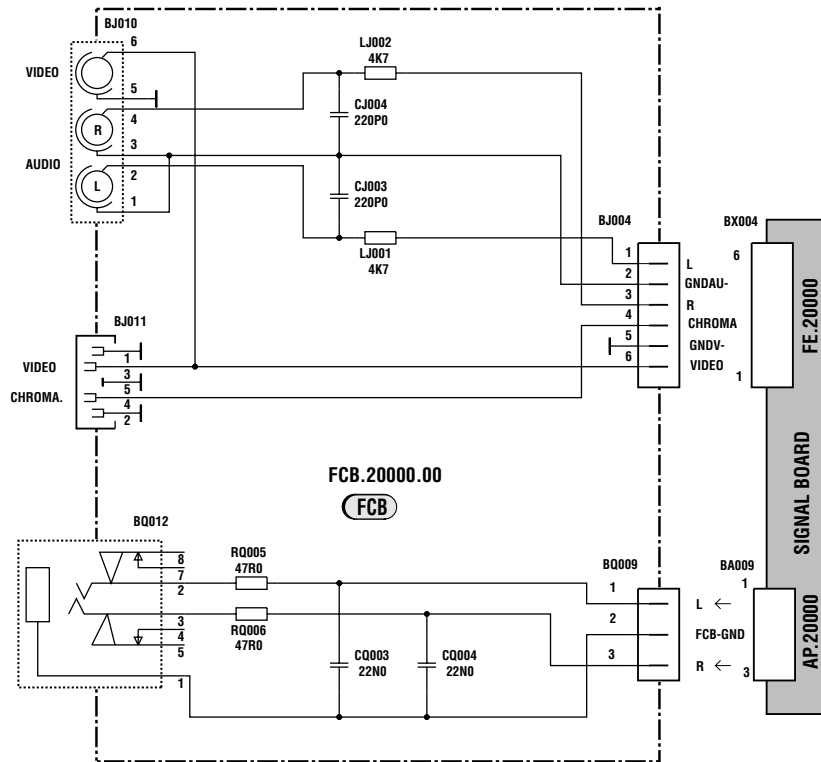 BJ010
6
LJ002
4K7
VIDEO
5
4
CJ004
220P0
R
3
AUDIO
2
L
CJ003
220P0
1
LJ001
4K7
BJ004
BX004
1
L
6
2
GNDAU-
3
R
4
CHROMA
5
GNDV-
6
VIDEO
1
FE.20000
BJ011
1
VIDEO
3
5
CHROMA.
4
2
FCB.20000.00
FCB
SIGNAL BOARD
BQ012
8
7
2
RQ005
47R0
3
4
5
RQ006
47R0
1
CQ003
22N0
CQ004
22N0
BQ009
BA009
1
L ←
1
2
FCB-GND
3
R ←
3
AP.20000